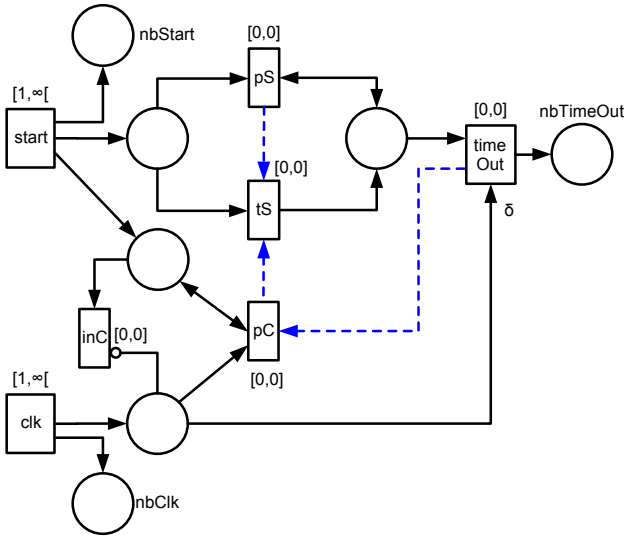 nbStart
[0,0]
pS
[1,∞[
start
[0,0]
nbTimeOut
time
Out
[0,0]
tS
δ
inC
[0,0]
pC
[0,0]
[1,∞[
clk
nbClk